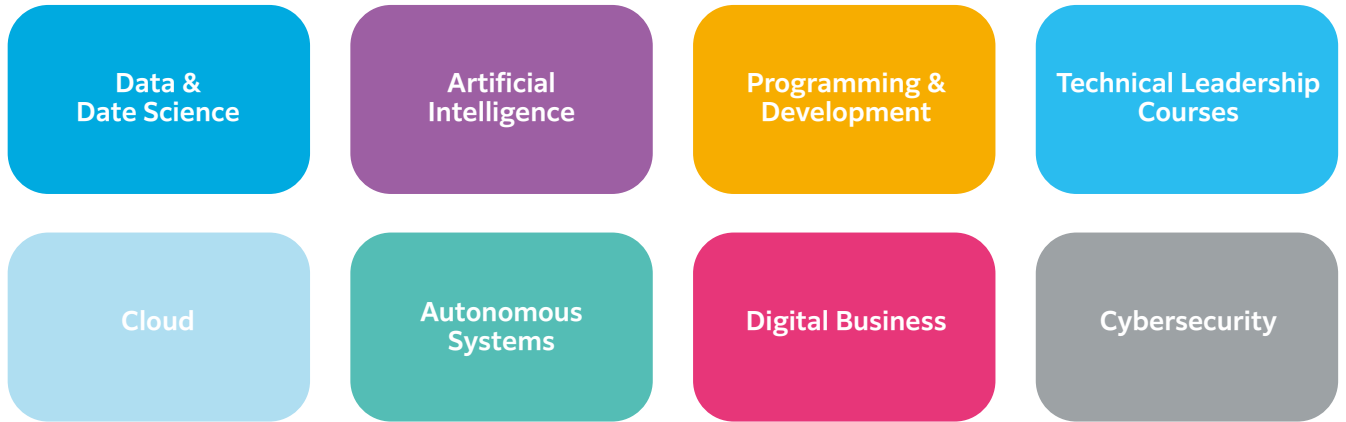 Data &
Date Science
Artificial
Intelligence
Programming &
Development
Technical Leadership
Courses
Cloud
Autonomous
Systems
Digital Business
Cybersecurity